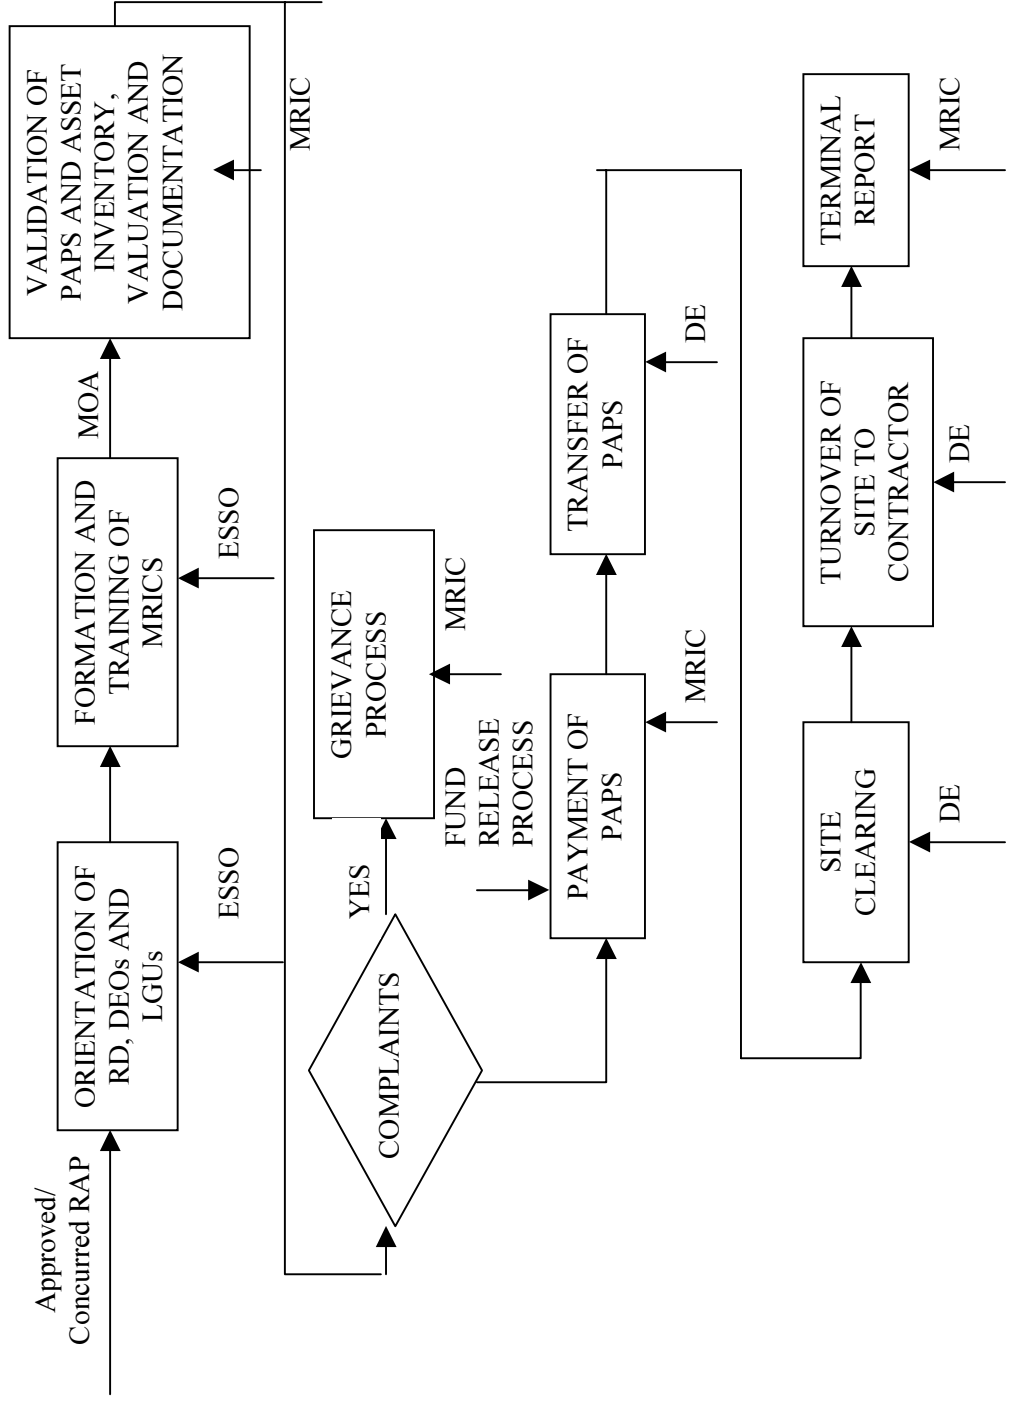 Approved/
Concurred RAP
ORIENTATION OF
RD, DEOs AND
LGUs
ESSO
FORMATION AND
TRAINING OF
MRICS
ESSO
MOA
VALIDATION OF
PAPS AND ASSET
INVENTORY,
VALUATION AND
DOCUMENTATION
MRIC
COMPLAINTS
YES
GRIEVANCE
PROCESS
MRIC
FUND
RELEASE
PROCESS
PAYMENT OF
PAPS
MRIC
TRANSFER OF
PAPS
DE
SITE
CLEARING
DE
TURNOVER OF
SITE TO
CONTRACTOR
DE
TERMINAL
REPORT
MRIC